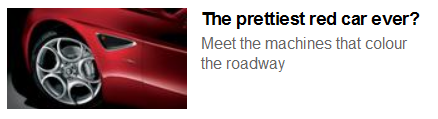 The prettiest red car ever?
Meet the machines that colour
the roadway